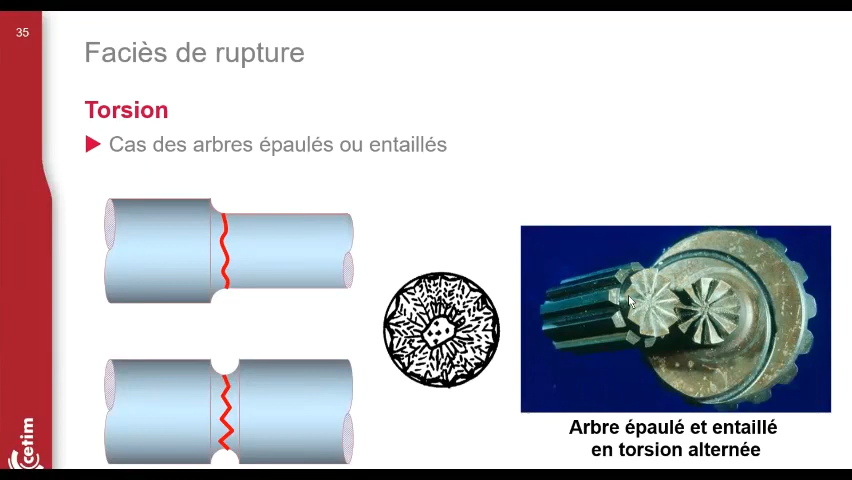 35
Faciès de rupture
Torsion
Cas des arbres épaulés ou entaillés
Arbre épaulé et entaillé
en torsion alternée
cetim